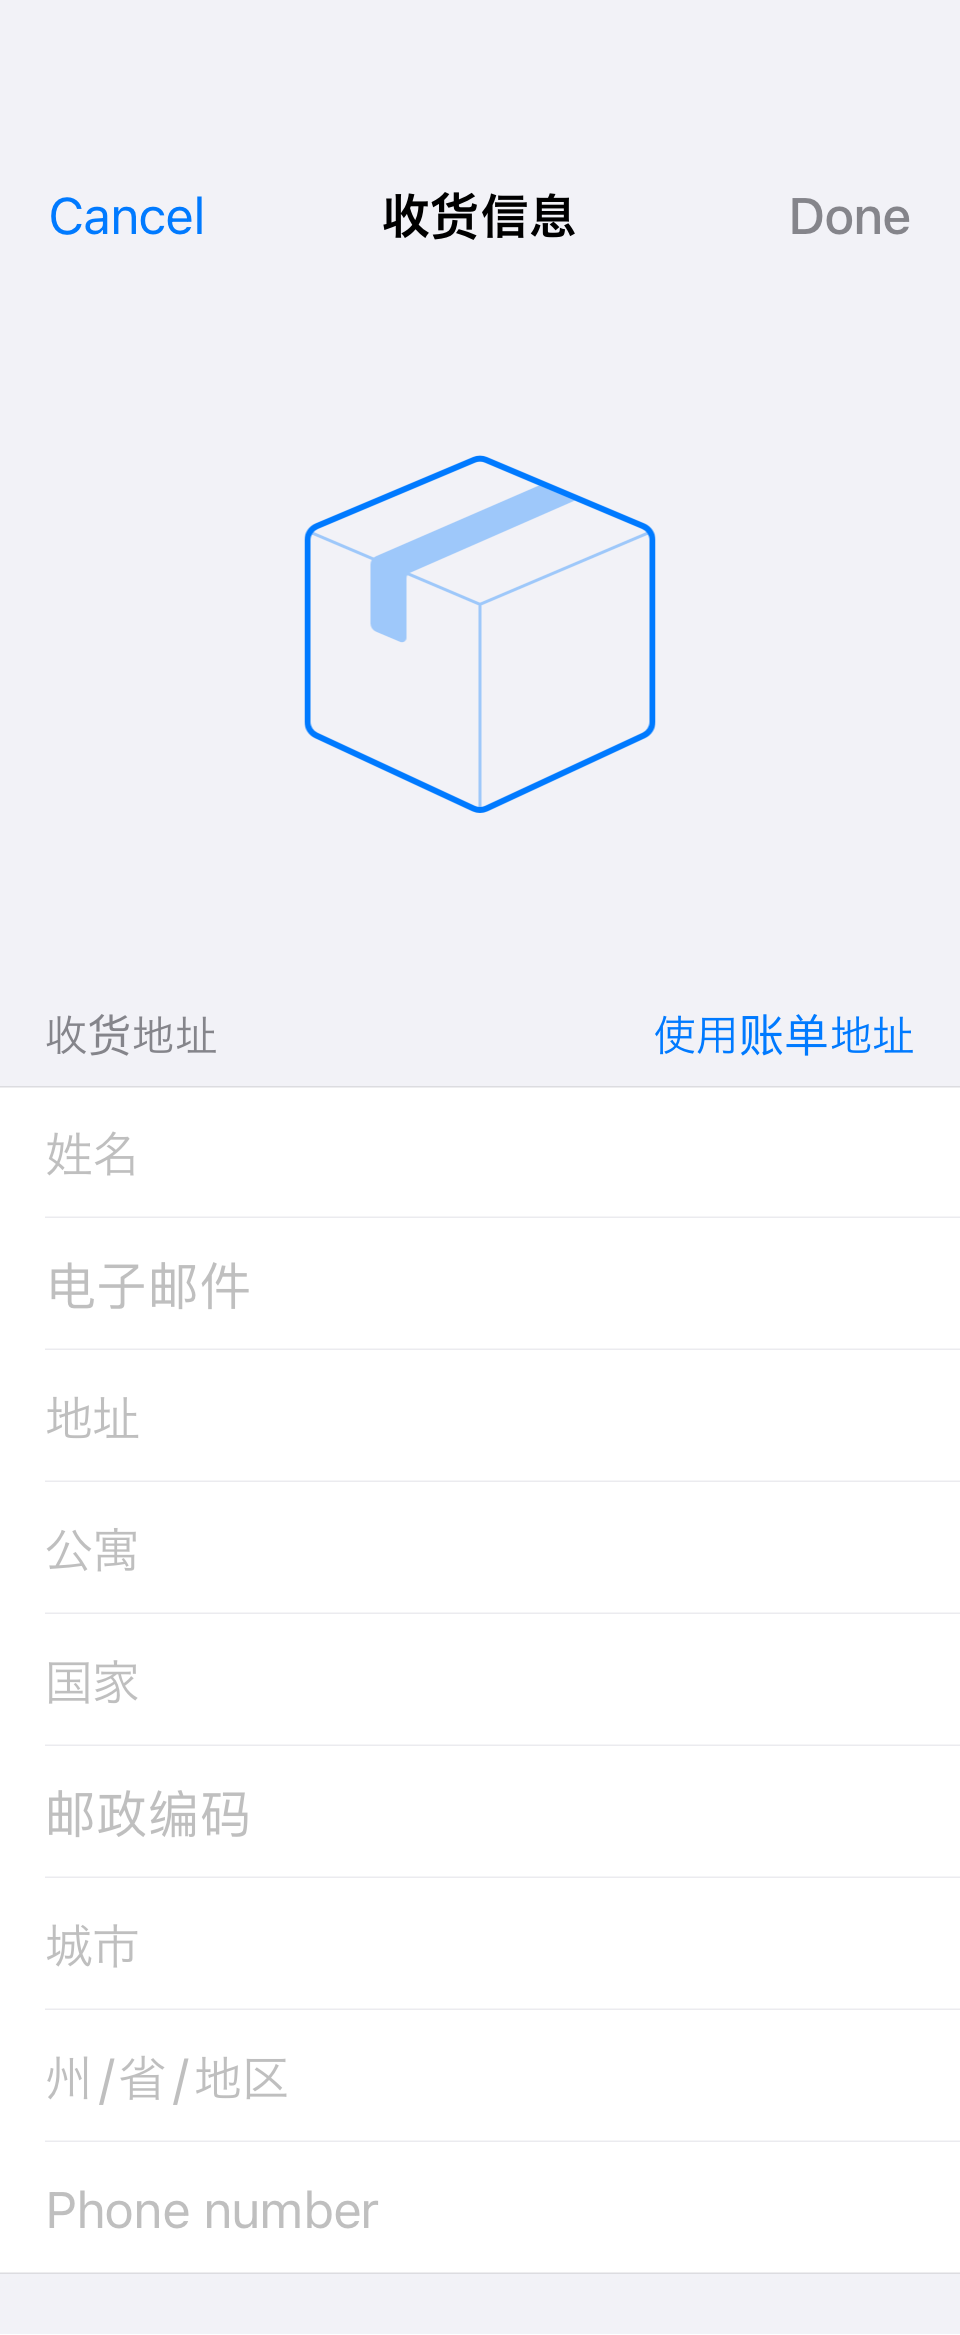 Cancel 收货信息 Done
收货地址 使用账单地址
姓名
电子邮件
地址
公寓
国家
邮政编码
城市
州/省/地区
Phone number